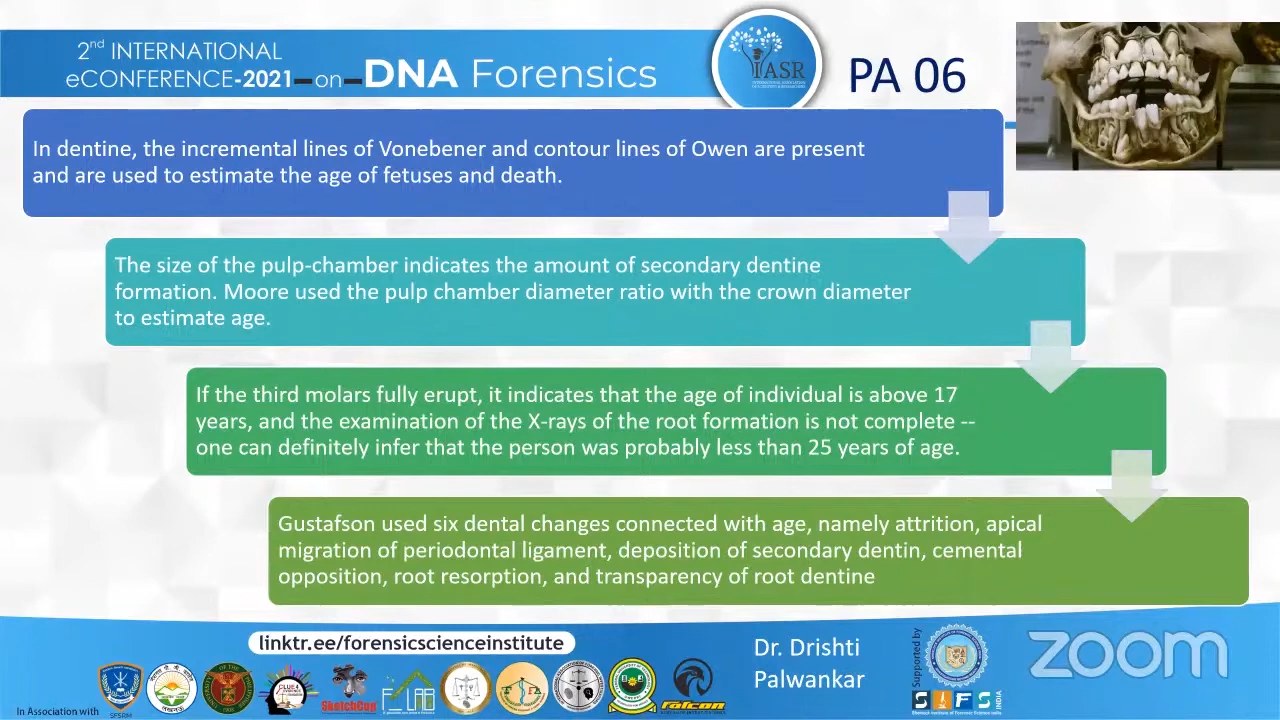 2nd INTERNATIONAL
eCONFERENCE-2021-on-DNA Forensics
IASR
PA 06
In dentine, the incremental lines of Vonebener and contour lines of Owen are present
and are used to estimate the age of fetuses and death.
The size of the pulp-chamber indicates the amount of secondary dentine
formation. Moore used the pulp chamber diameter ratio with the crown diameter
to estimate age.
If the third molars fully erupt, it indicates that the age of individual is above 17
years, and the examination of the X-rays of the root formation is not complete --
one can definitely infer that the person was probably less than 25 years of age.
Gustafson used six dental changes connected with age, namely attrition, apical
migration of periodontal ligament, deposition of secondary dentin, cemental
opposition, root resorption, and transparency of root dentine
linktr.ee/forensicscienceinstitute
In Association with
SFSRM
SketchCop
falcon
Dr. Drishti
Palwankar
Supported by
SIFS
INDIA
zoom